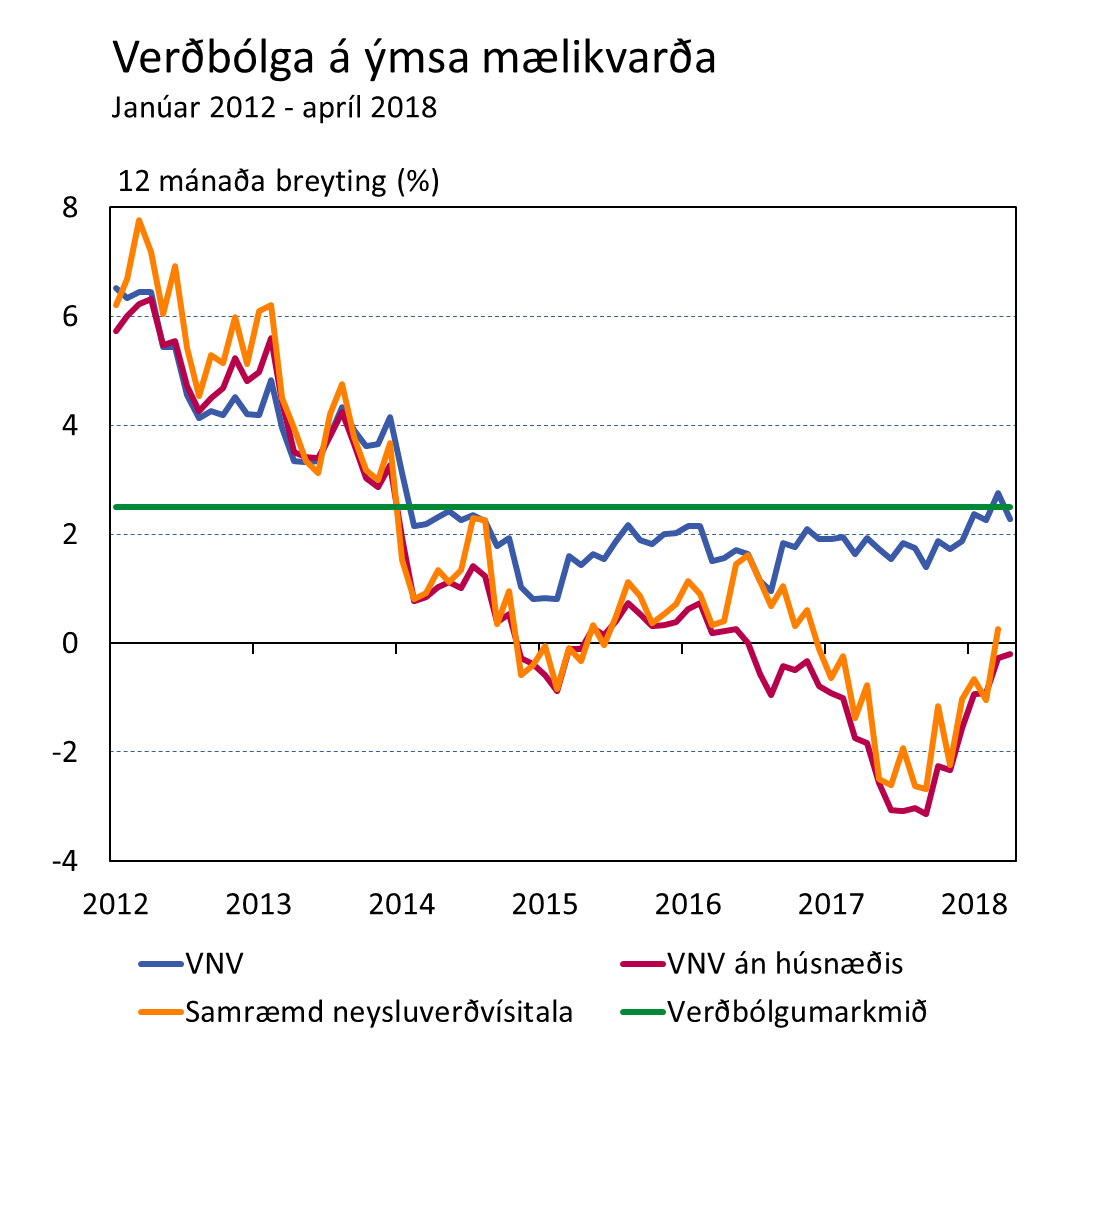 Verðbólga á ýmsa mælikvarða
Janúar 2012 - apríl 2018
12 mánaða breyting (%)
8
6
4
2
0
-2
-4
2012 2013 2014 2015 2016 2017 2018
VNV VNV án húsnæðis
Samræmd neysluverðvísitala Verðbólgumarkmið